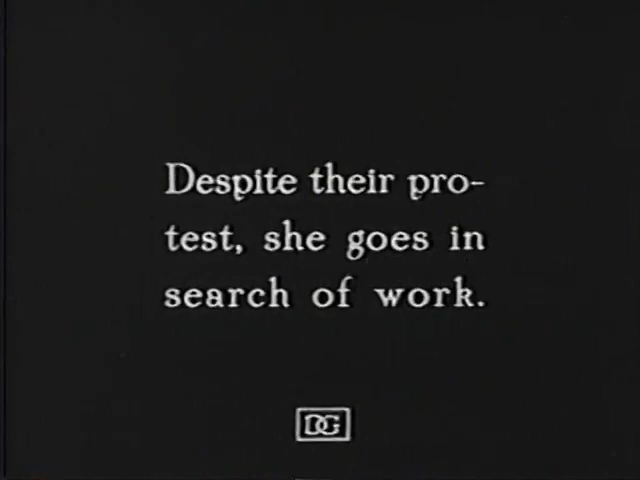 Despite their pro-
test, she goes in
search of work.
DG